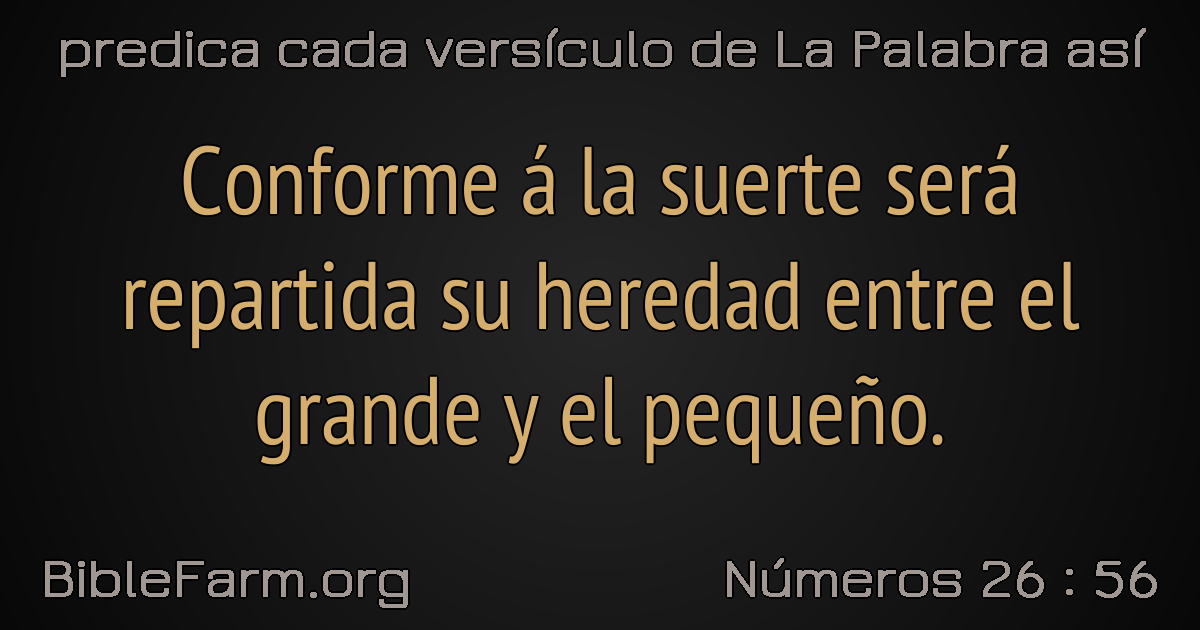 predica cada versículo de La Palabra así
Conforme á la suerte será
repartida su heredad entre el
grande y el pequeño.
BibleFarm.org
Números 26 : 56